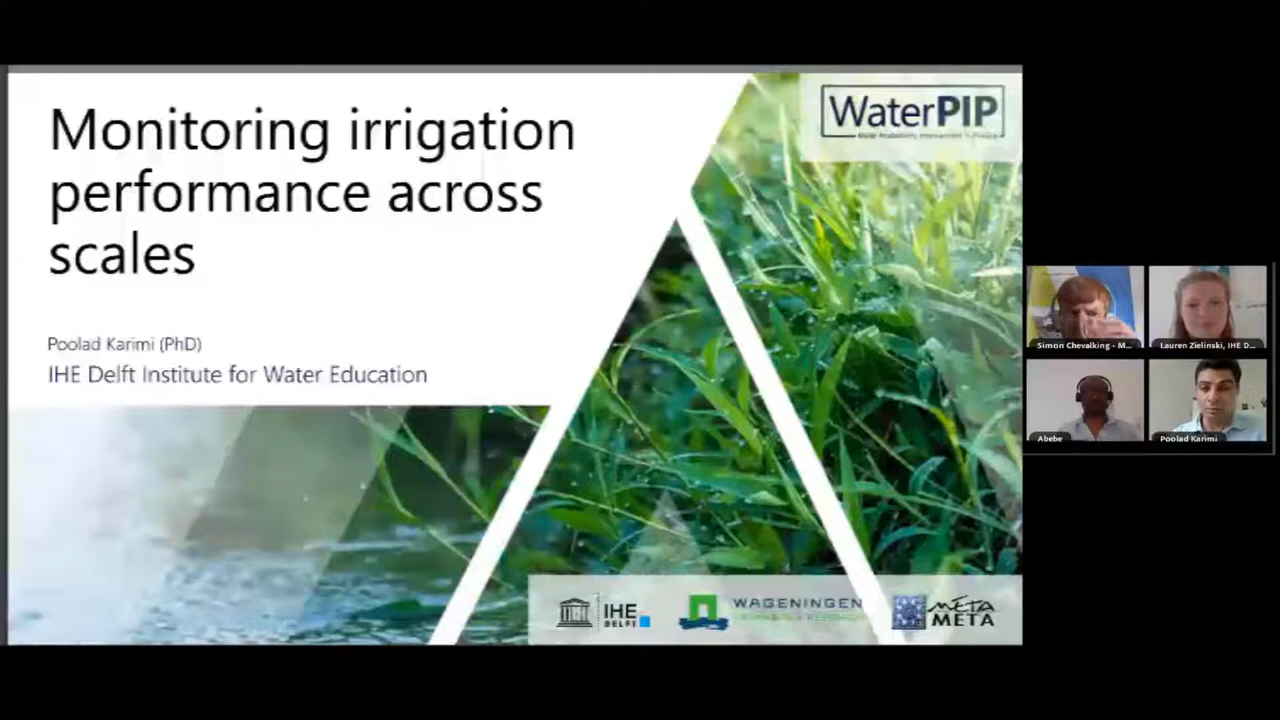 Monitoring irrigation
performance across
scales
Poolad Karimi (PhD)
IHE Delft Institute for Water Education
WaterPIP
IHE
DELFT
WAGENINGEN
META
META
Simon Chevalking - M...
Lauren Zielinski, IHE D...
Abebe
Poolad Karimi